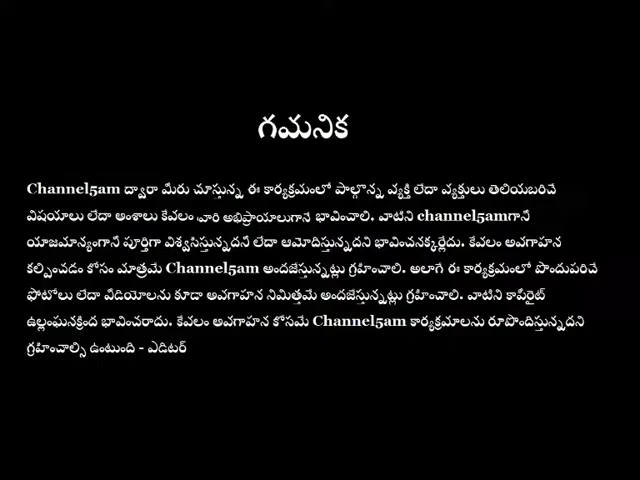 గమనిక
Channel5am ద్వారా మీరు చూస్తున్న ఈ కార్యక్రమంలో పాల్గొన్న వ్యక్తి లేదా వ్యక్తులు తెలియబరిచే
విషయాలు లేదా అంశాలు కేవలం వారి అభిప్రాయాలుగానే భావించాలి. వాటిని channel5amగానీ
యాజమాన్యంగానీ పూర్తిగా విశ్వసిస్తున్నదనీ లేదా ఆమోదిస్తున్నదని భావించనక్కర్లేదు. కేవలం అవగాహన
కల్పించడం కోసం మాత్రమే Channel5am అందజేస్తున్నట్లు గ్రహించాలి. అలాగే ఈ కార్యక్రమంలో పొందుపరిచే
ఫోటోలు లేదా వీడియోలను కూడా అవగాహన నిమిత్తమే అందజేస్తున్నట్లు గ్రహించాలి. వాటిని కాపీరైట్
ఉల్లంఘనక్రింద భావించరాదు. కేవలం అవగాహన కోసమే Channel5am కార్యక్రమాలను రూపొందిస్తున్నదని
గ్రహించాల్సి ఉంటుంది - ఎడిటర్